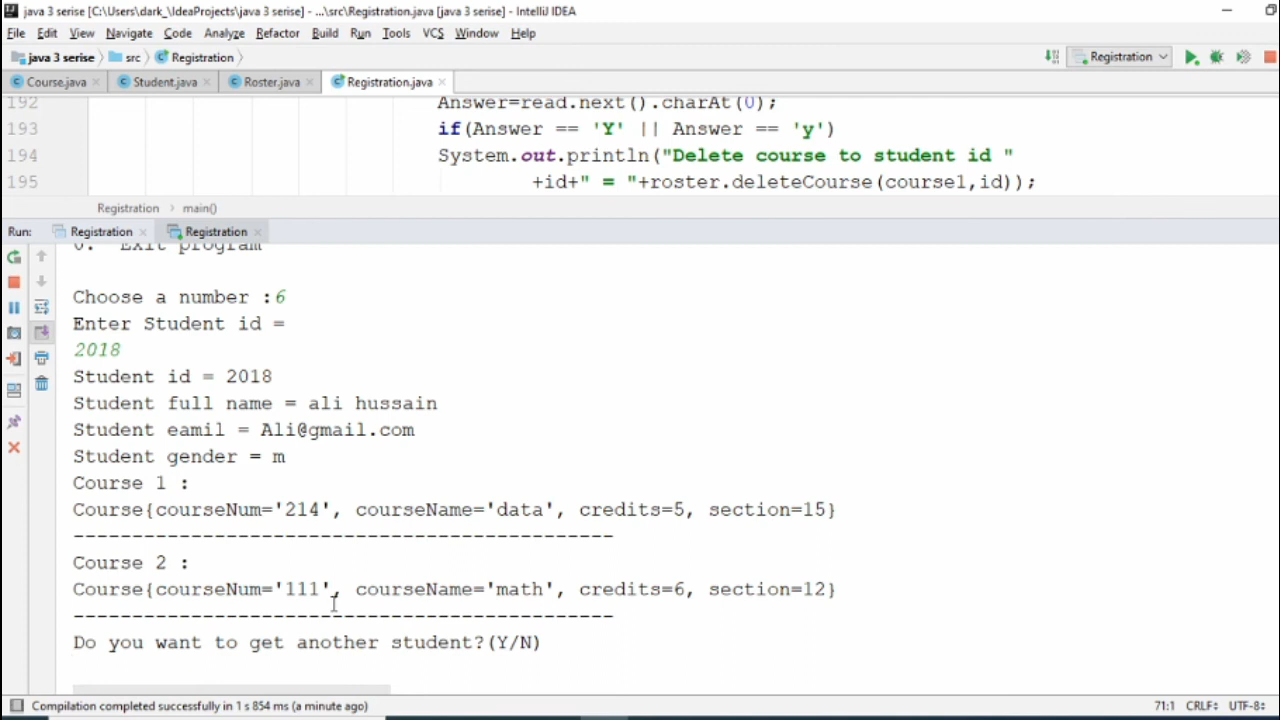 java 3 serise [C:\Users\dark_\IdeaProjects\java 3 serise] - ...\src\Registration.java [java 3 serise] - IntelliJ IDEA
File Edit View Navigate Code Analyze Refactor Build Run Tools VCS Window Help
java 3 serise src Registration Registration
Course.java Student.java Roster.java Registration.java
192 Answer=read.next().charAt(0);
193 if(Answer == 'Y' || Answer == 'y')
194 System.out.println("Delete course to student id "
195 +id+" = "+roster.deleteCourse(course1,id));
Registration main()
Run: Registration Registration
0. Exit program
Choose a number :6
Enter Student id =
2018
Student id = 2018
Student full name = ali hussain
Student eamil = Ali@gmail.com
Student gender = m
Course 1 :
Course{courseNum='214', courseName='data', credits=5, section=15}
----------------------------------------------
Course 2 :
Course{courseNum='111', courseName='math', credits=6, section=12}
----------------------------------------------
Do you want to get another student?(Y/N)
Compilation completed successfully in 1 s 854 ms (a minute ago) 71:1 CRLF UTF-8